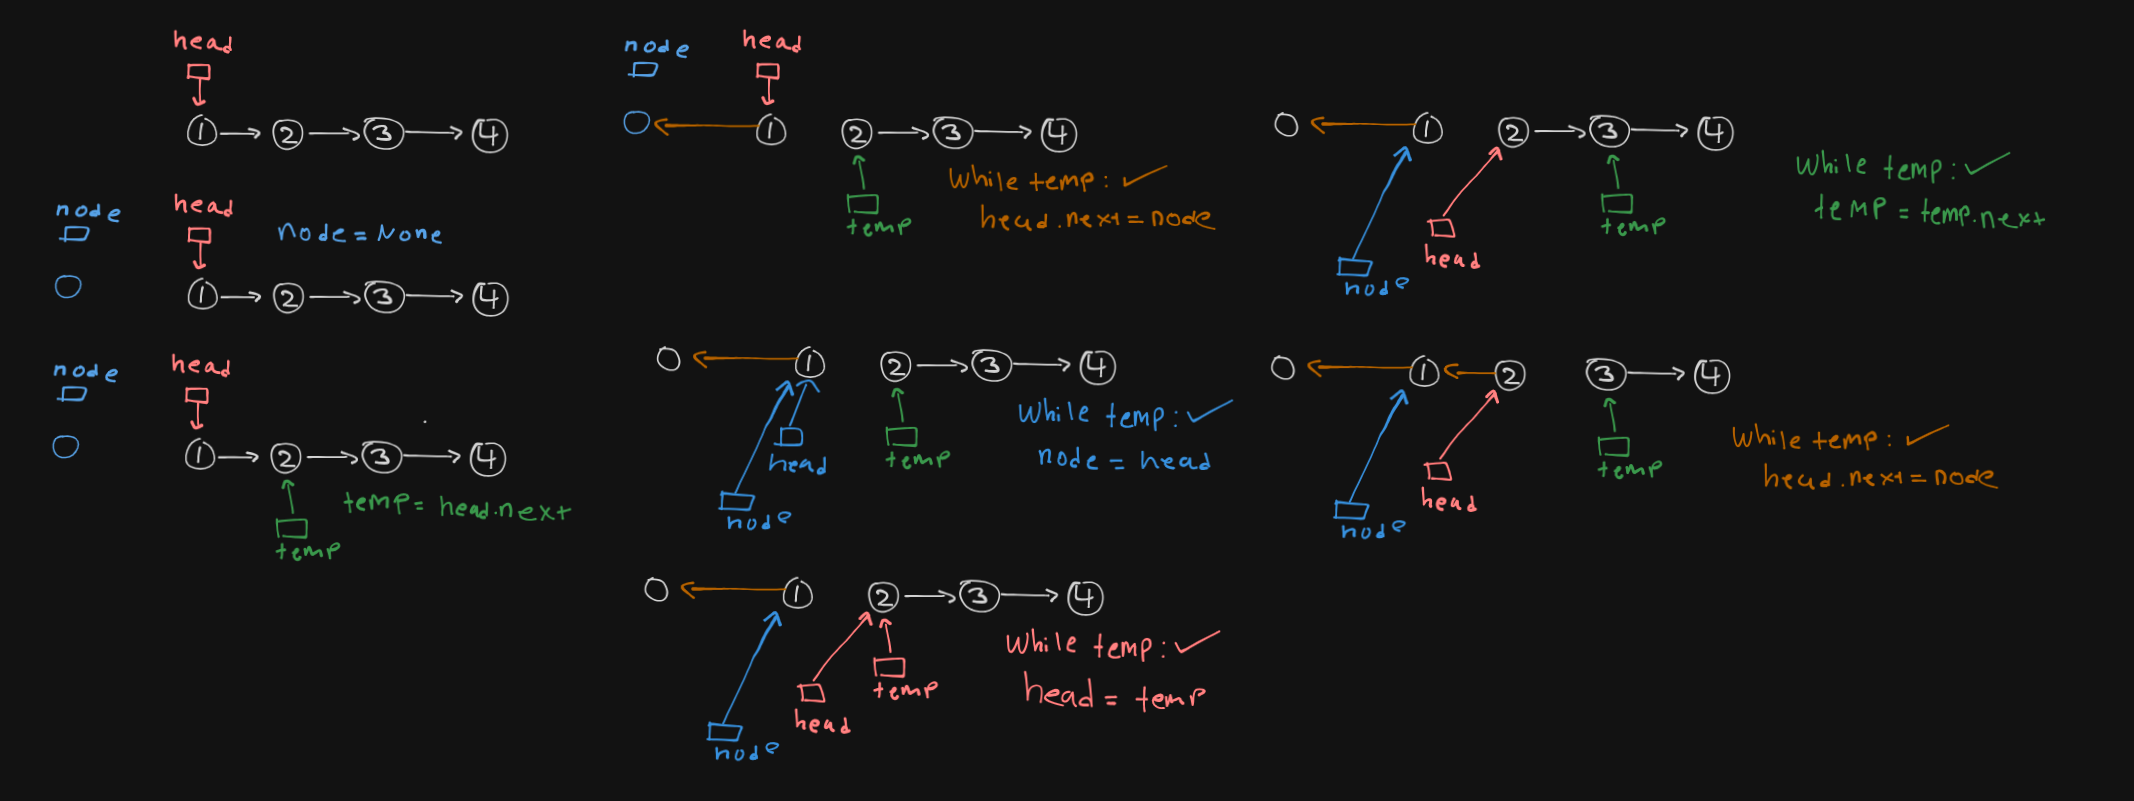 head
1 2 3 4
node head
node = None
1 2 3 4
node head
1 2 3 4
temp = head.next
temp
node head
1 2 3 4
While temp: ✓
head.next = node
temp
1 2 3 4
While temp: ✓
node = head
head temp
node
1 2 3 4
While temp: ✓
head = temp
temp
head
node
1 2 3 4
While temp: ✓
temp = temp.next
temp
head
node
1 2 3 4
While temp: ✓
head.next = node
temp
head
node